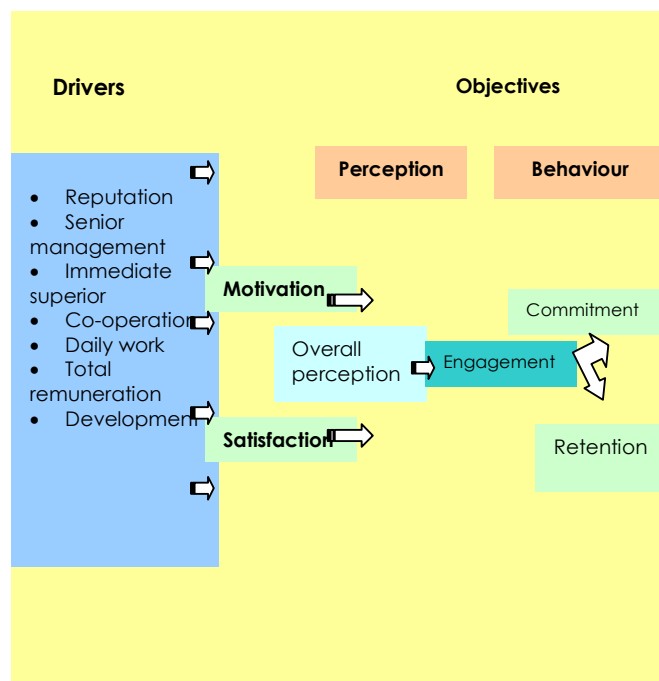 Drivers
Objectives
Perception
Behaviour
• Reputation
• Senior
management
• Immediate
superior
• Co-operation
• Daily work
• Total
remuneration
• Development
Motivation
Satisfaction
Overall
perception
Engagement
Commitment
Retention